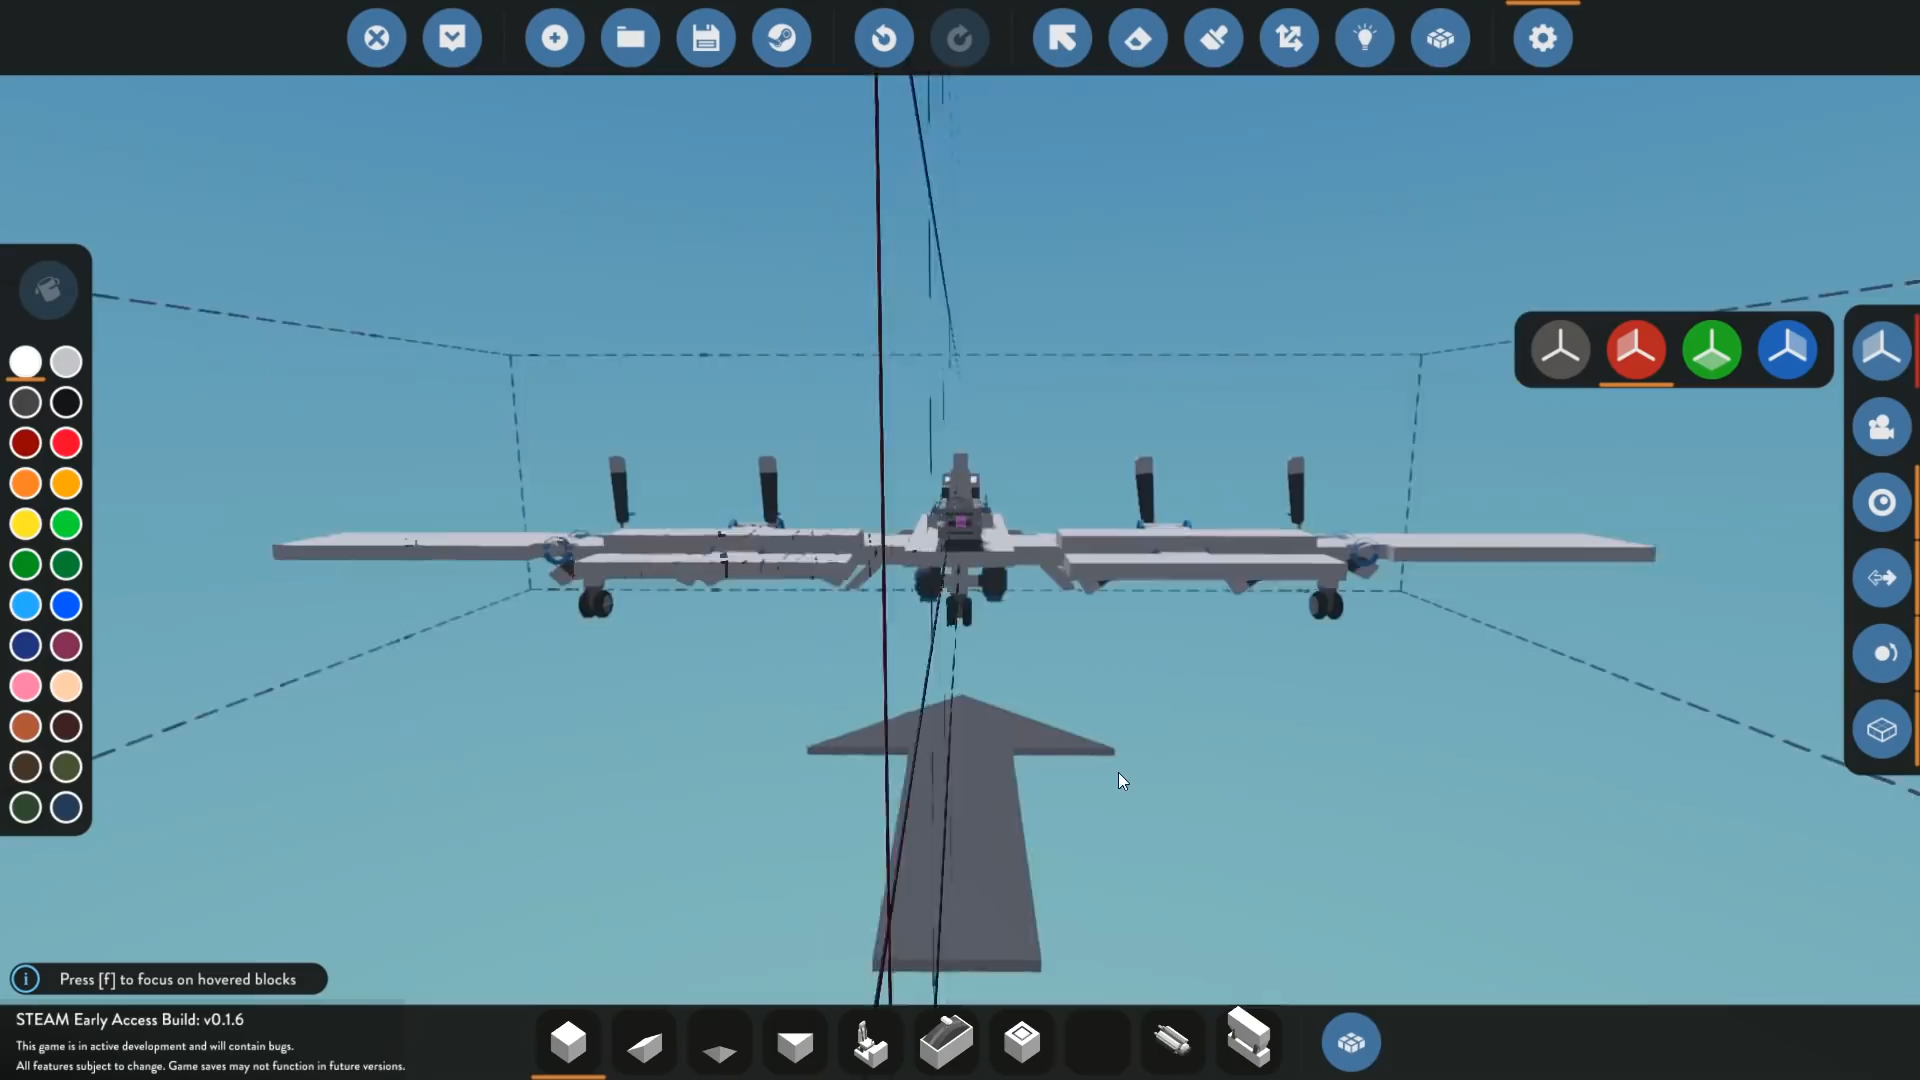 Press [f] to focus on hovered blocks
STEAM Early Access Build: v0.1.6
This game is in active development and will contain bugs.
All features subject to change. Game saves may not function in future versions.